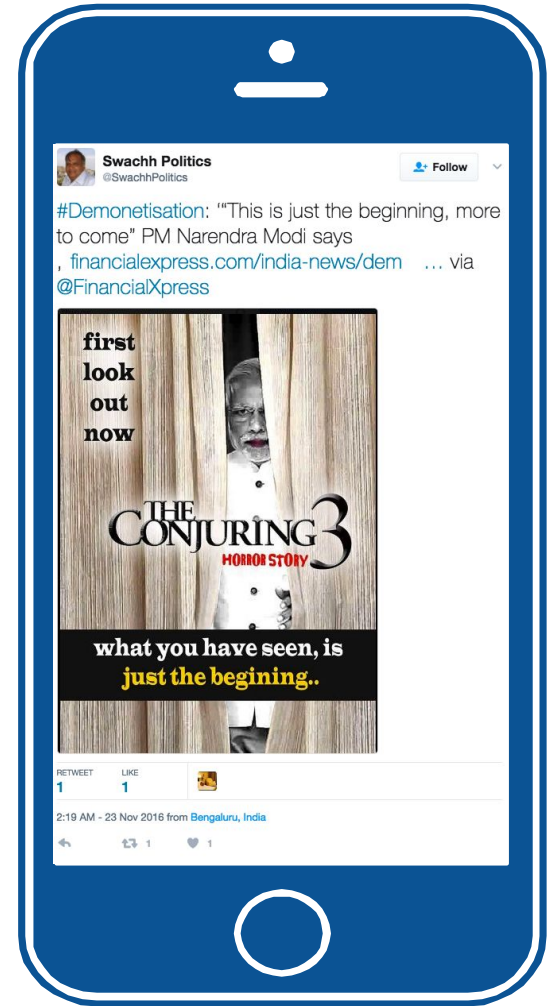 Swachh Politics
@SwachhPolitics
Follow
#Demonetisation: '"This is just the beginning, more
to come" PM Narendra Modi says
, financialexpress.com/india-news/dem … via
@FinancialXpress
first
look
out
now
THE
CONJURING 3
HORROR STORY
what you have seen, is
just the begining..
RETWEET LIKE
1 1
2:19 AM - 23 Nov 2016 from Bengaluru, India
1 1